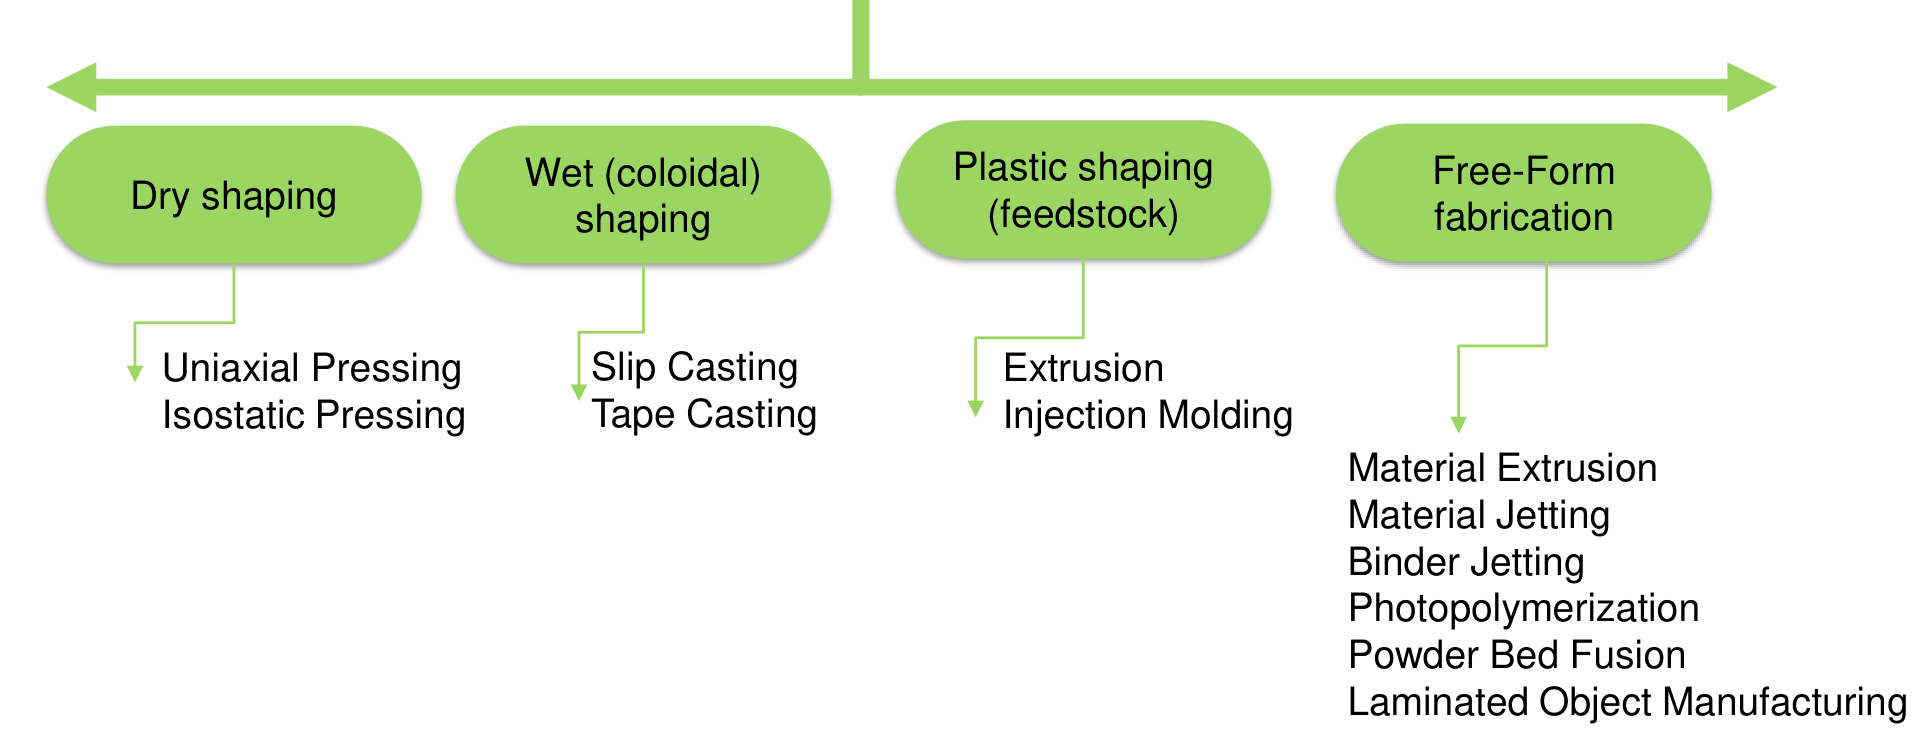 Dry shaping
Wet (coloidal)
shaping
Plastic shaping
(feedstock)
Free-Form
fabrication
Uniaxial Pressing
Isostatic Pressing
Slip Casting
Tape Casting
Extrusion
Injection Molding
Material Extrusion
Material Jetting
Binder Jetting
Photopolymerization
Powder Bed Fusion
Laminated Object Manufacturing